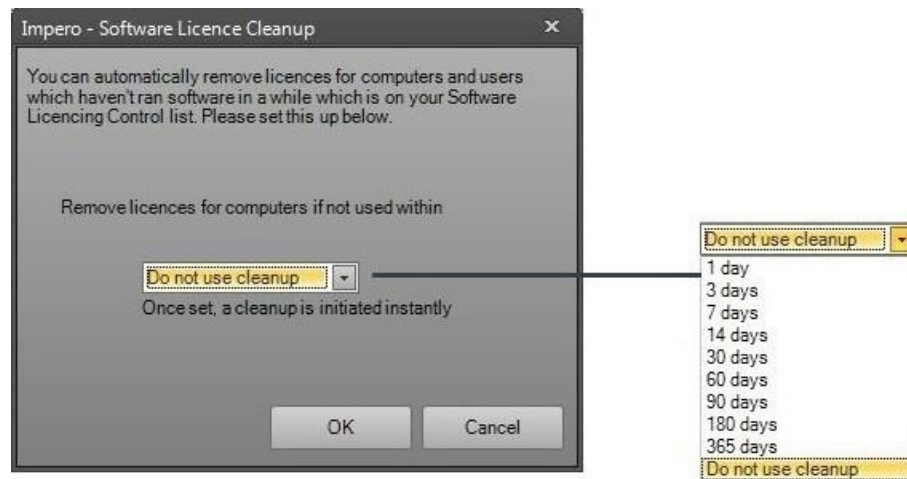 Impero - Software Licence Cleanup
x
You can automatically remove licences for computers and users
which haven't ran software in a while which is on your Software
Licencing Control list. Please set this up below.
Remove licences for computers if not used within
Do not use cleanup
Once set, a cleanup is initiated instantly
OK
Cancel
Do not use cleanup
1 day
3 days
7 days
14 days
30 days
60 days
90 days
180 days
365 days
Do not use cleanup